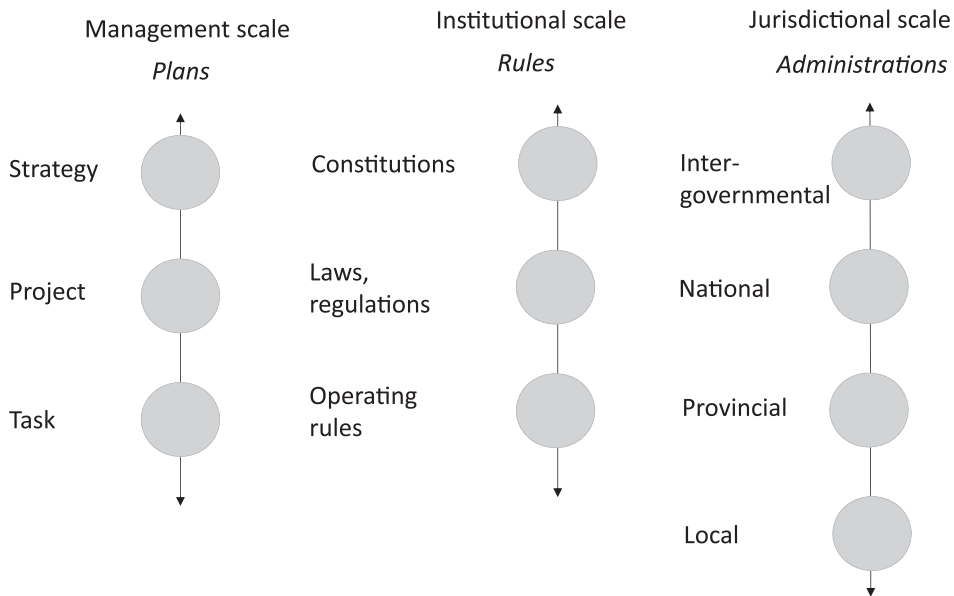 Management scale
Plans
Strategy
Project
Task
Institutional scale
Rules
Constitutions
Laws,
regulations
Operating
rules
Jurisdictional scale
Administrations
Inter-
governmental
National
Provincial
Local